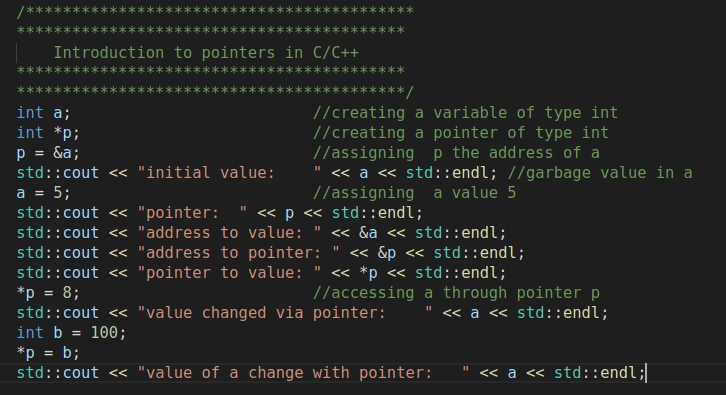 /******************************************
******************************************
Introduction to pointers in C/C++
******************************************
******************************************/
int a;                          //creating a variable of type int
int *p;                         //creating a pointer of type int
p = &a;                         //assigning  p the address of a
std::cout << "initial value:    " << a << std::endl; //garbage value in a
a = 5;                          //assigning  a value 5
std::cout << "pointer:  " << p << std::endl;
std::cout << "address to value: " << &a << std::endl;
std::cout << "address to pointer: " << &p << std::endl;
std::cout << "pointer to value: " << *p << std::endl;
*p = 8;                         //accessing a through pointer p
std::cout << "value changed via pointer:    " << a << std::endl;
int b = 100;
*p = b;
std::cout << "value of a change with pointer:   " << a << std::endl;